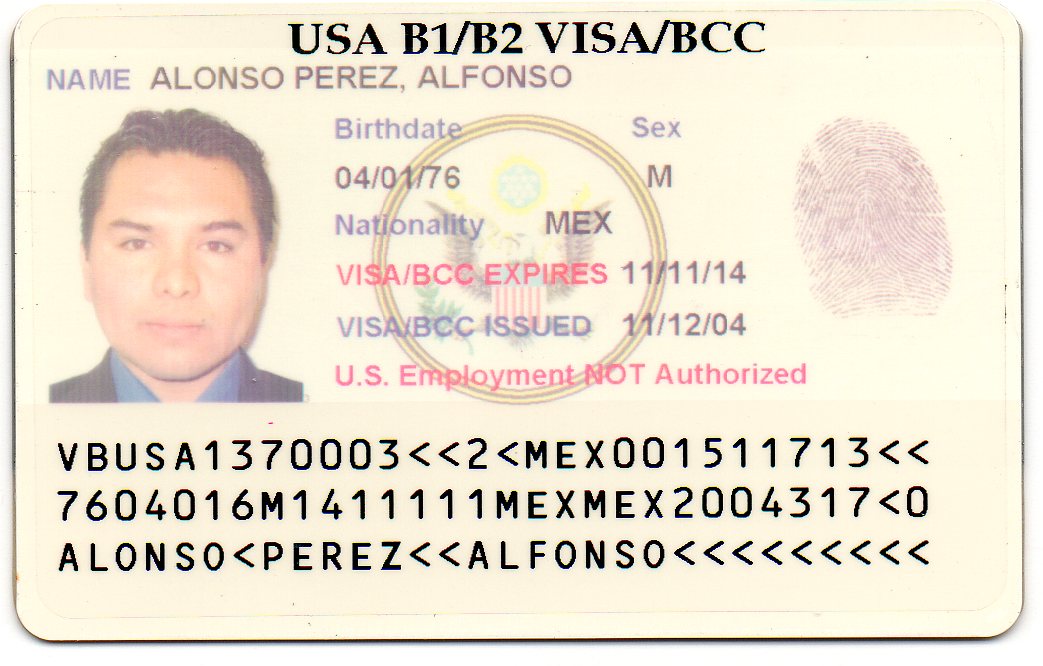 USA B1/B2 VISA/BCC
NAME ALONSO PEREZ, ALFONSO
Birthdate Sex
04/01/76 M
Nationality MEX
VISA/BCC EXPIRES 11/11/14
VISA/BCC ISSUED 11/12/04
U.S. Employment NOT Authorized
VBUSA1370003<<2<MEX001511713<<
7604016M1411111MEXMEX2004317<0
ALONSO<PEREZ<<ALFONSO<<<<<<<<<